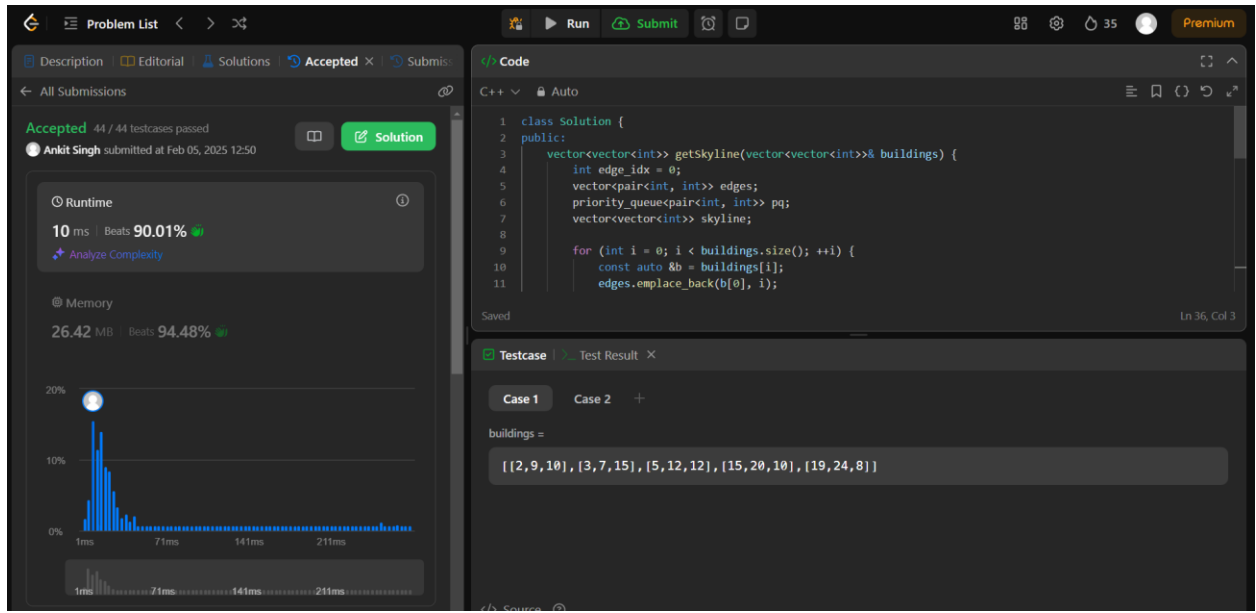 Problem List
Run
Submit
35
Premium
Description
Editorial
Solutions
Accepted
Submis
All Submissions
Accepted 44 / 44 testcases passed
Ankit Singh submitted at Feb 05, 2025 12:50
Solution
Runtime
10 ms | Beats 90.01%
Analyze Complexity
Memory
26.42 MB | Beats 94.48%
20%
10%
0%
1ms 71ms 141ms 211ms
1ms 71ms 141ms 211ms
</> Code
C++ Auto
1 class Solution {
2 public:
3 vector<vector<int>> getSkyline(vector<vector<int>>& buildings) {
4 int edge_idx = 0;
5 vector<pair<int, int>> edges;
6 priority_queue<pair<int, int>> pq;
7 vector<vector<int>> skyline;
8
9 for (int i = 0; i < buildings.size(); ++i) {
10 const auto &b = buildings[i];
11 edges.emplace_back(b[0], i);
Saved Ln 36, Col 3
Testcase | >_ Test Result
Case 1 Case 2 +
buildings =
[[2,9,10],[3,7,15],[5,12,12],[15,20,10],[19,24,8]]
</> Source